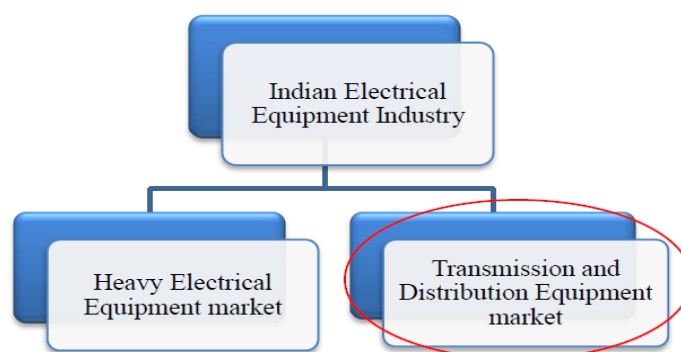 Indian Electrical
Equipment Industry
Heavy Electrical
Equipment market
Transmission and
Distribution Equipment
market